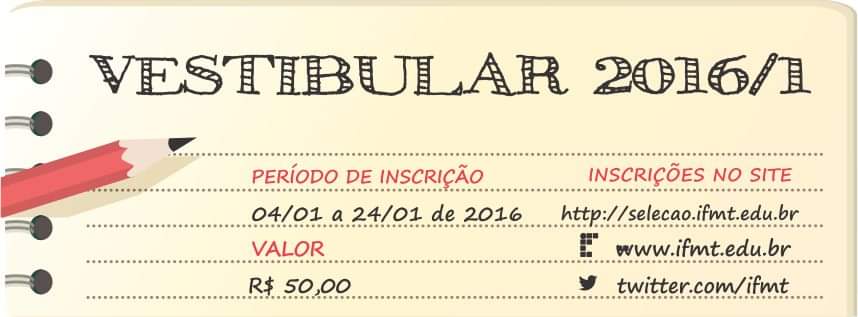 VESTIBULAR 2016/1
PERÍODO DE INSCRIÇÃO
04/01 a 24/01 de 2016
VALOR
R$ 50,00
INSCRIÇÕES NO SITE
http://selecao.ifmt.edu.br
www.ifmt.edu.br
twitter.com/ifmt